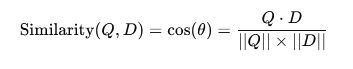 Similarity(Q, D) = cos(θ) = Q · D / ||Q|| × ||D||